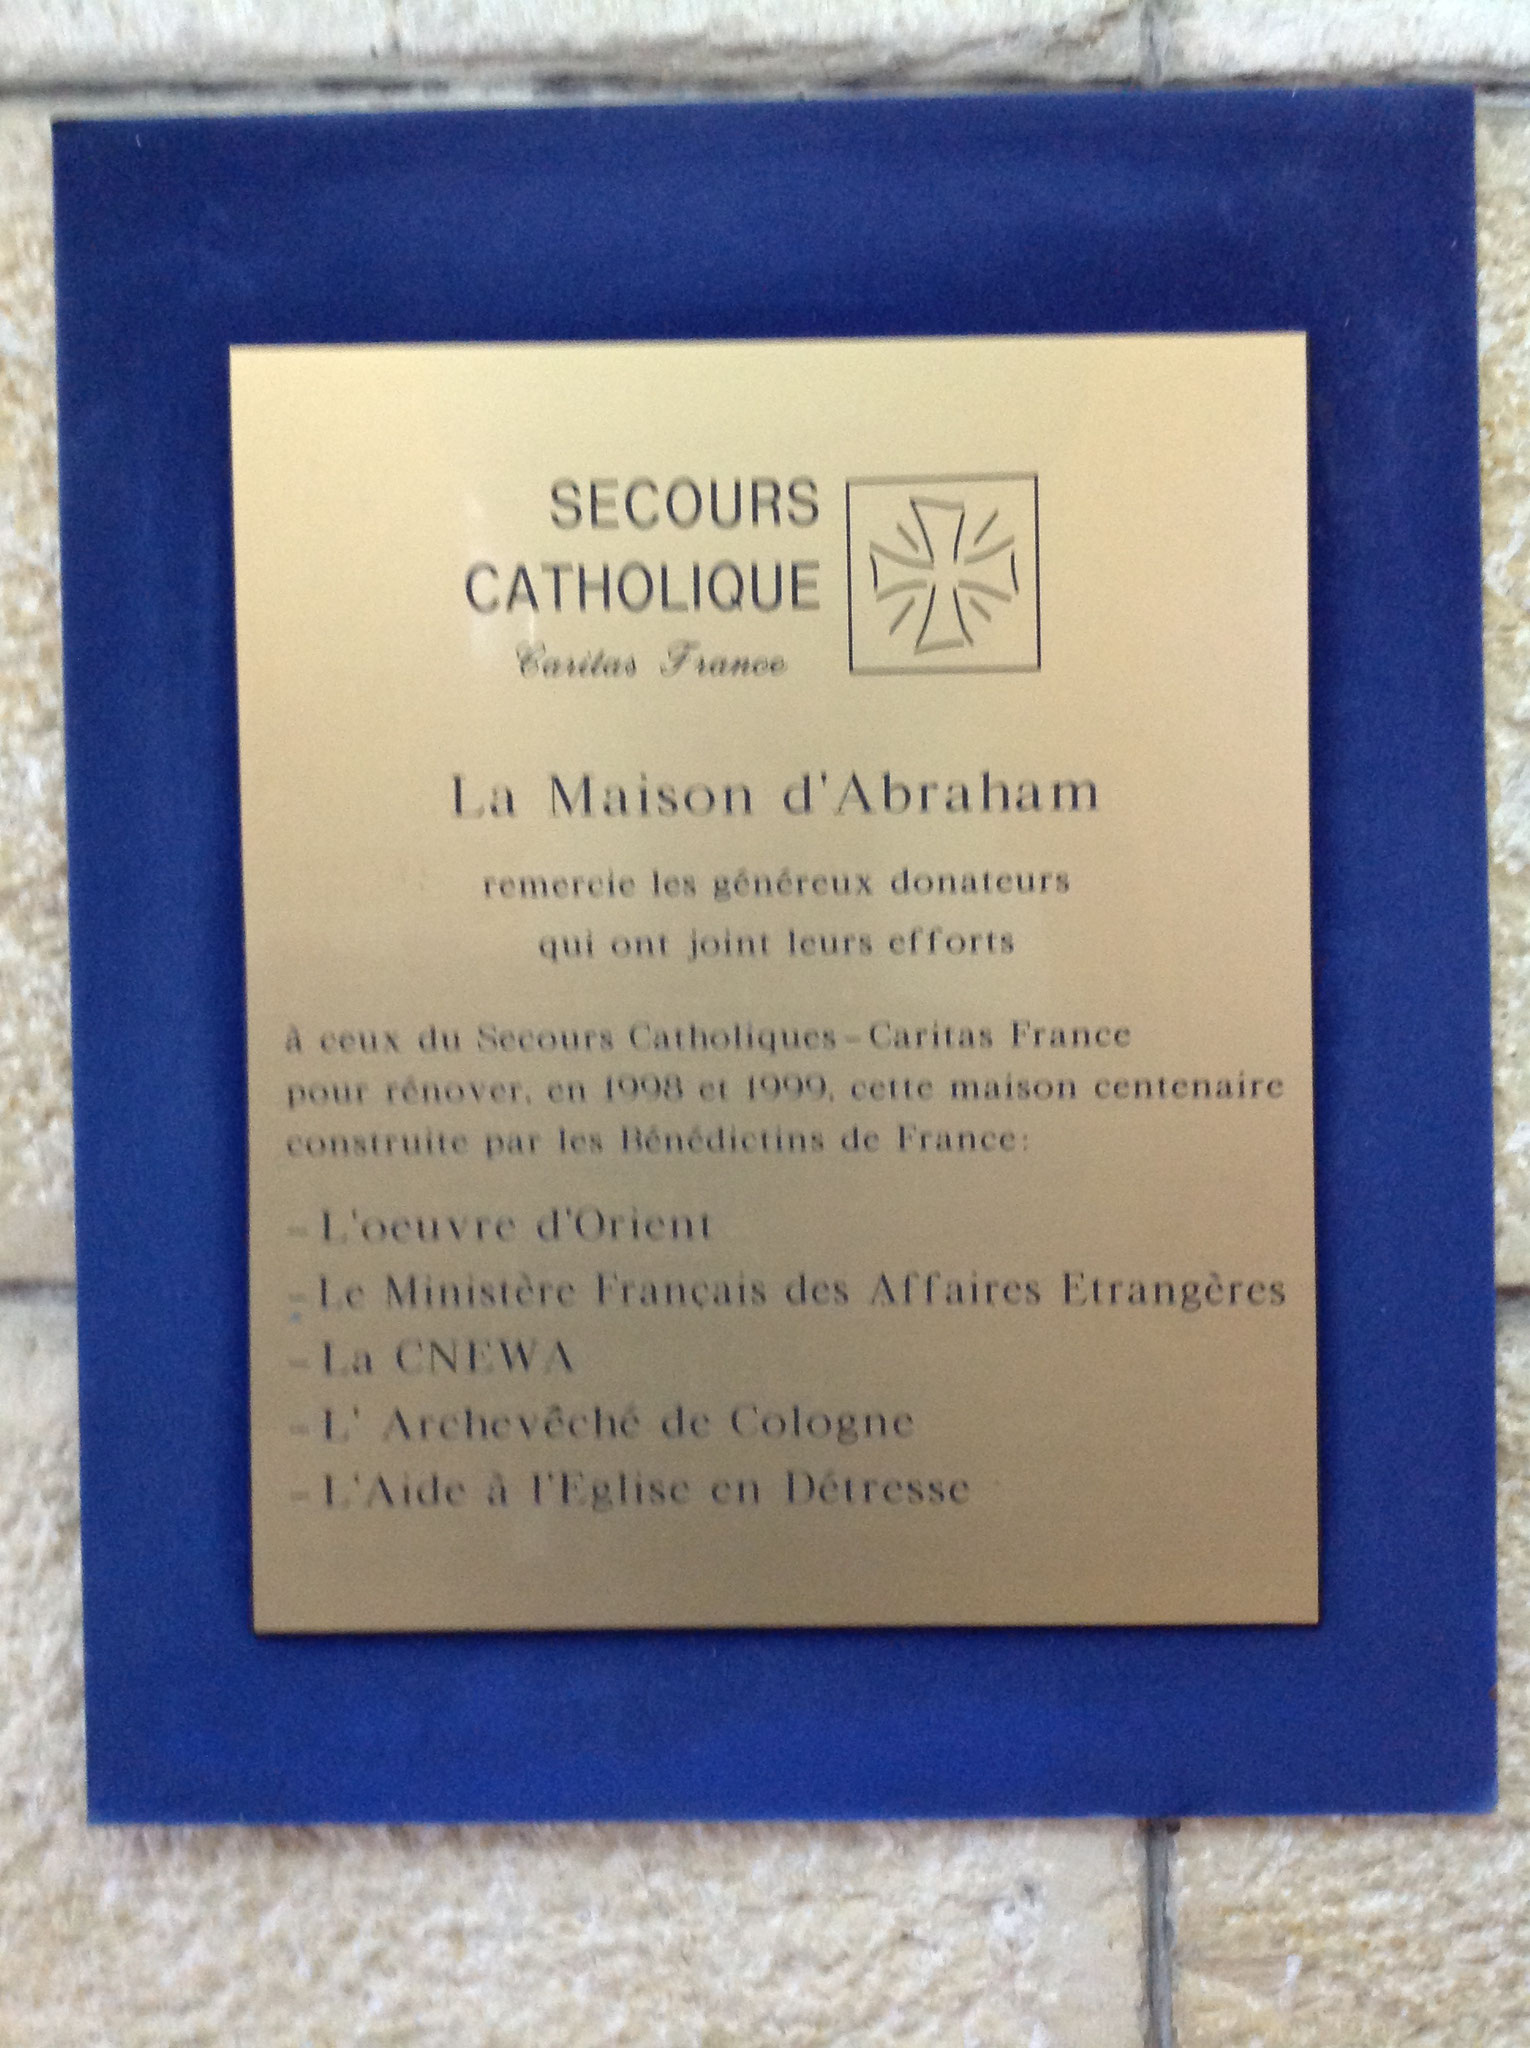 SECOURS
CATHOLIQUE
Caritas France
La Maison d'Abraham
remercie les généreux donateurs
qui ont joint leurs efforts
à ceux du Secours Catholiques-Caritas France
pour rénover, en 1998 et 1999, cette maison centenaire
construite par les Bénédictins de France:
- L'oeuvre d'Orient
- Le Ministère Français des Affaires Etrangères
- La CNEWA
- L' Archevêché de Cologne
- L'Aide à l'Eglise en Détresse